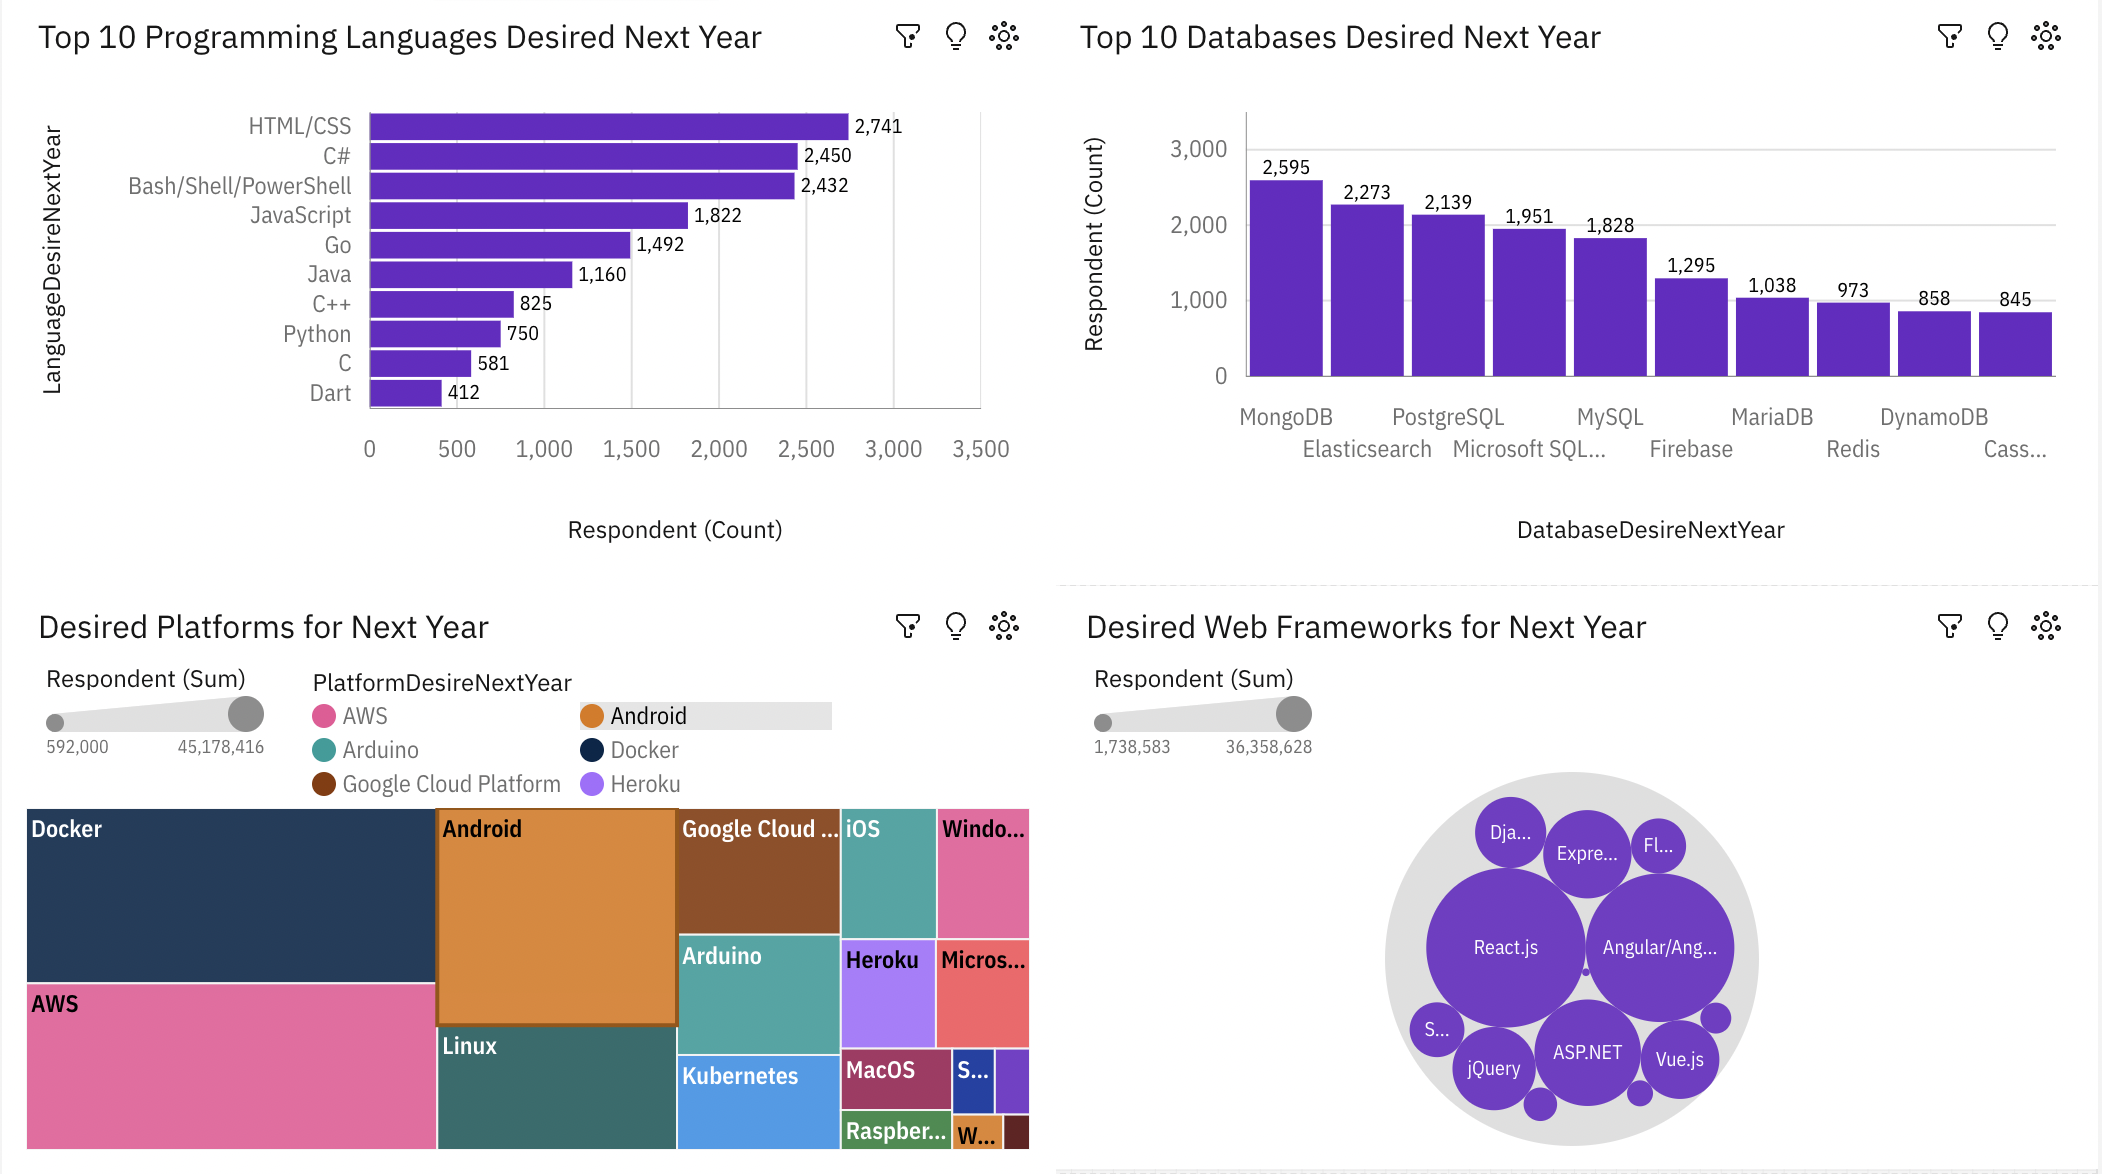 Top 10 Programming Languages Desired Next Year
LanguageDesireNextYear
HTML/CSS 2,741
C# 2,450
Bash/Shell/PowerShell 2,432
JavaScript 1,822
Go 1,492
Java 1,160
C++ 825
Python 750
C 581
Dart 412
0 500 1,000 1,500 2,000 2,500 3,000 3,500
Respondent (Count)
Top 10 Databases Desired Next Year
Respondent (Count)
3,000
2,000
1,000
0
2,595 2,273 2,139 1,951 1,828 1,295 1,038 973 858 845
MongoDB PostgreSQL MySQL MariaDB DynamoDB
Elasticsearch Microsoft SQL... Firebase Redis Cass...
DatabaseDesireNextYear
Desired Platforms for Next Year
Respondent (Sum)
592,000 45,178,416
PlatformDesireNextYear
AWS Android
Arduino Docker
Google Cloud Platform Heroku
Docker
AWS
Android
Linux
Google Cloud ...
Arduino
Kubernetes
iOS
Windo...
Heroku
Micros...
MacOS
S...
Raspber...
W...
Desired Web Frameworks for Next Year
Respondent (Sum)
1,738,583 36,358,628
Dja...
Expre...
Fl...
React.js
Angular/Ang...
S...
jQuery
ASP.NET
Vue.js